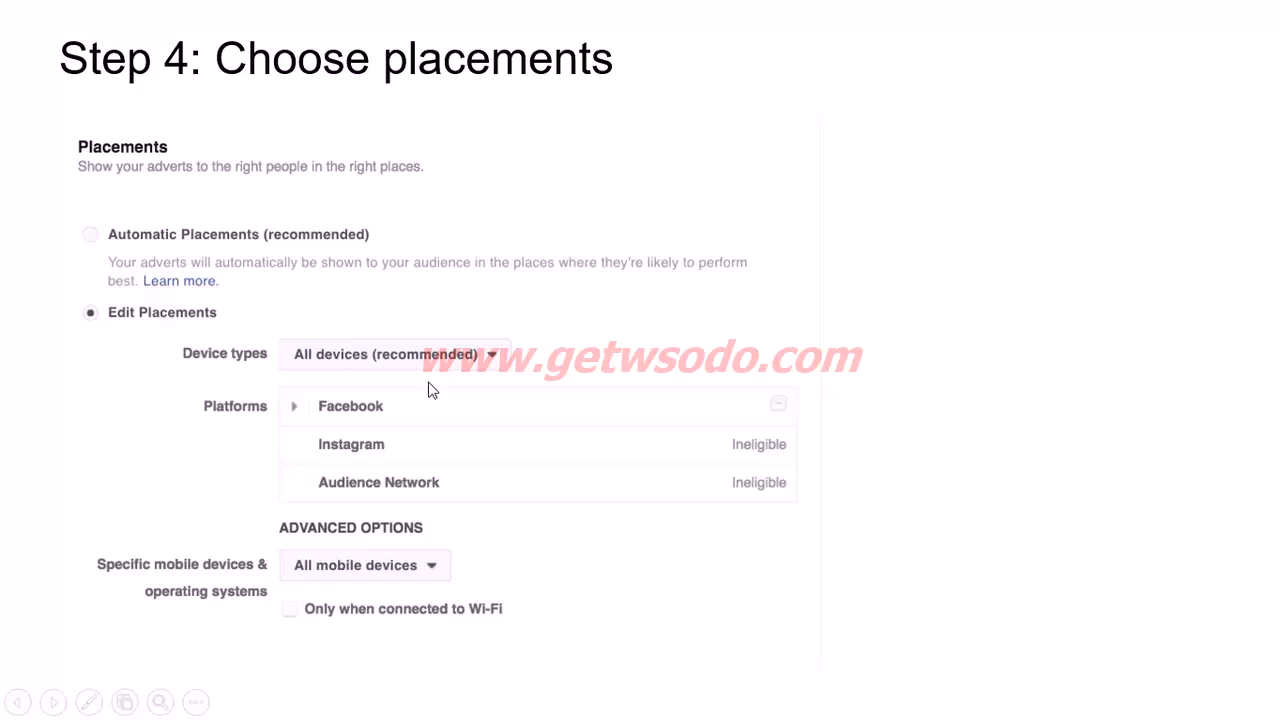 Step 4: Choose placements
Placements
Show your adverts to the right people in the right places.
Automatic Placements (recommended)
Your adverts will automatically be shown to your audience in the places where they're likely to perform
best. Learn more.
Edit Placements
Device types All devices (recommended)
www.getwsodo.com
Platforms Facebook
Instagram Ineligible
Audience Network Ineligible
ADVANCED OPTIONS
Specific mobile devices & All mobile devices
operating systems
Only when connected to Wi-Fi